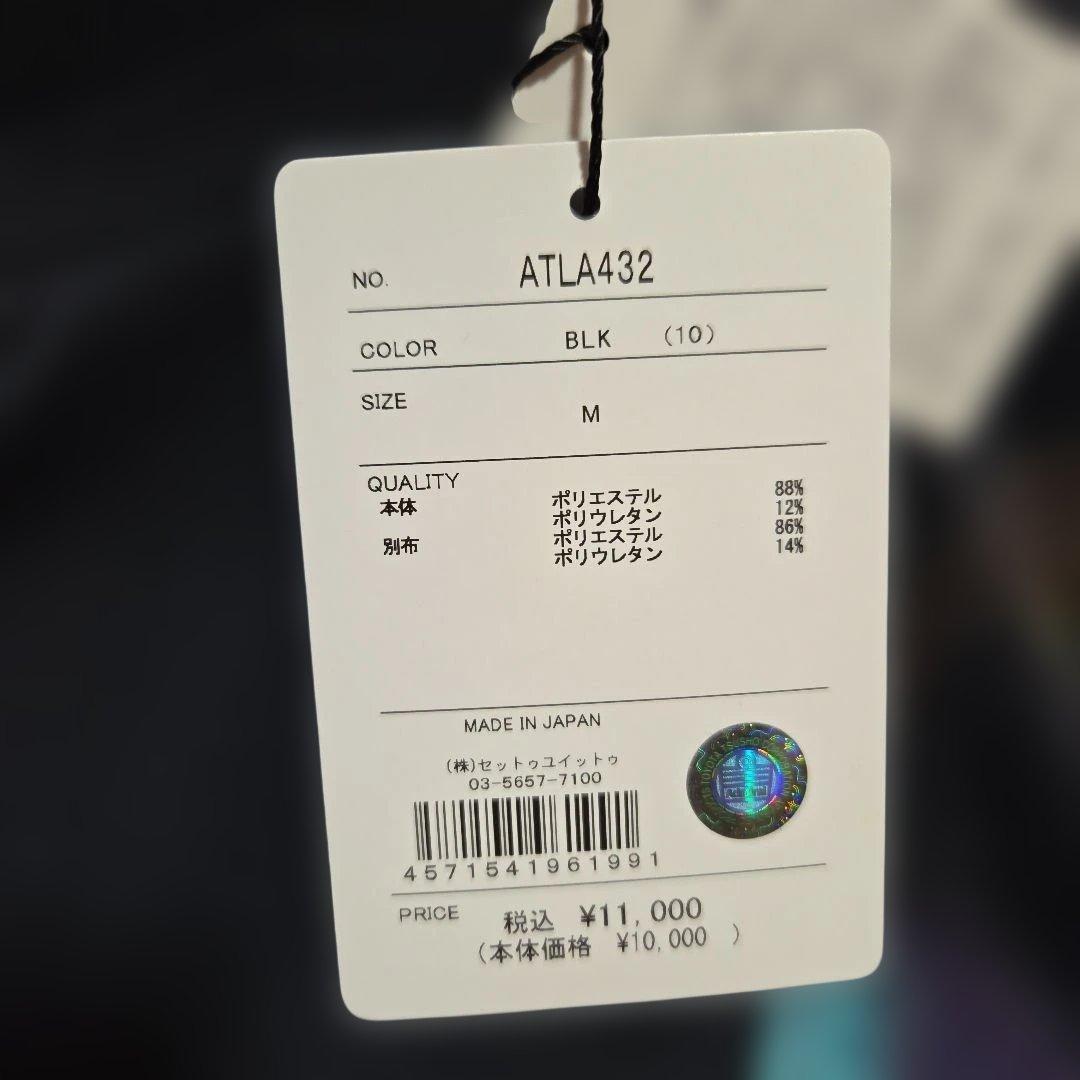 NO. ATLA432
COLOR BLK (10)
SIZE M
QUALITY
本体 ポリエステル 88%
ポリウレタン 12%
別布 ポリエステル 86%
ポリウレタン 14%
MADE IN JAPAN
(株)セットゥユイットゥ
03-5657-7100
4571541961991
PRICE 税込 ¥11,000
(本体価格 ¥10,000 )